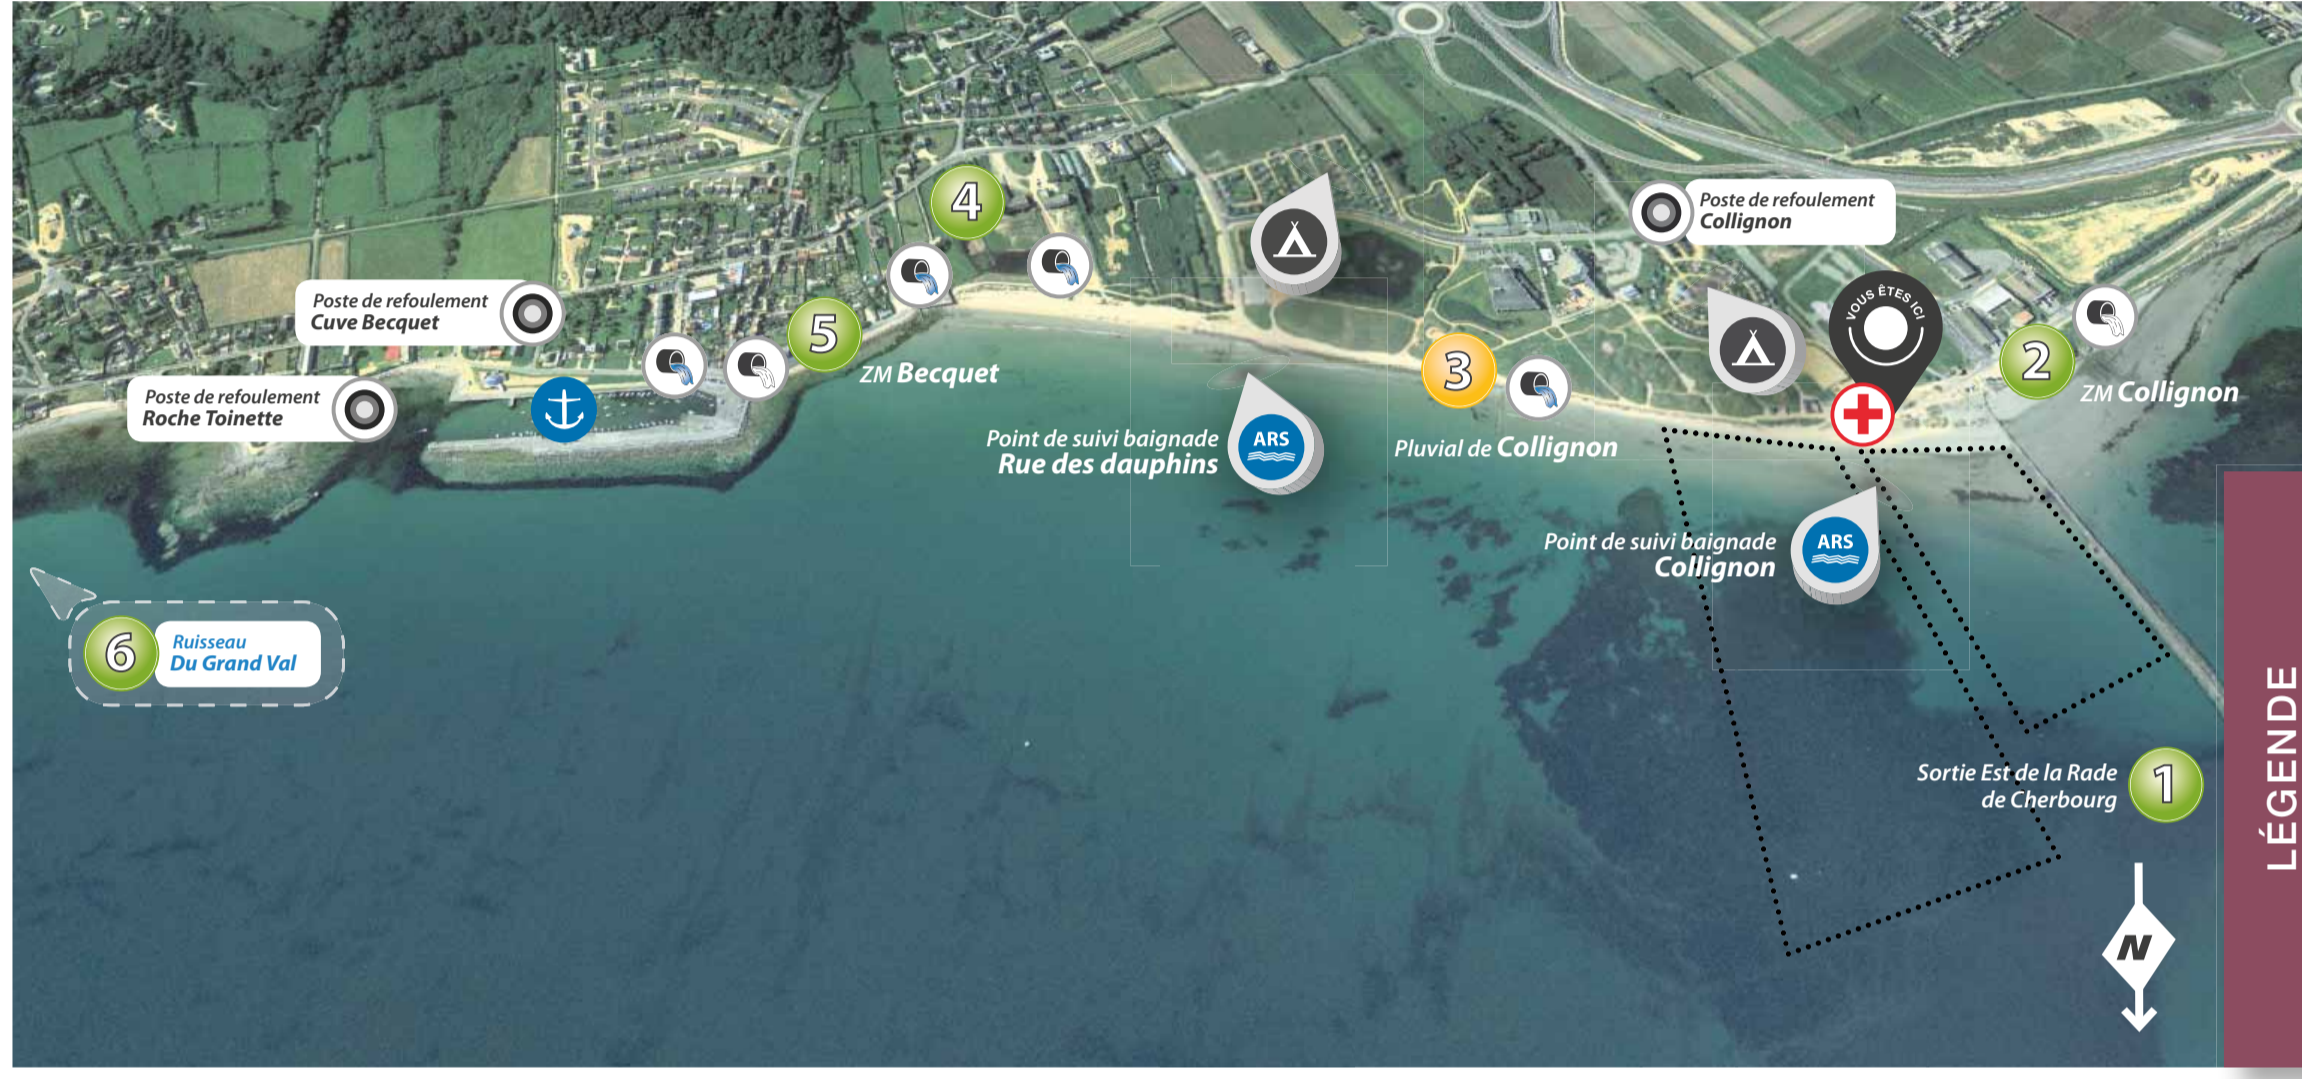 4
Poste de refoulement
Collignon
VOUS ÊTES ICI
Poste de refoulement
Cuve Becquet
5
ZM Becquet
3
2
ZM Collignon
Poste de refoulement
Roche Toinette
Point de suivi baignade
Rue des dauphins
ARS
Pluvial de Collignon
Point de suivi baignade
Collignon
ARS
6
Ruisseau
Du Grand Val
Sortie Est de la Rade
de Cherbourg
1
N
LÉGENDE